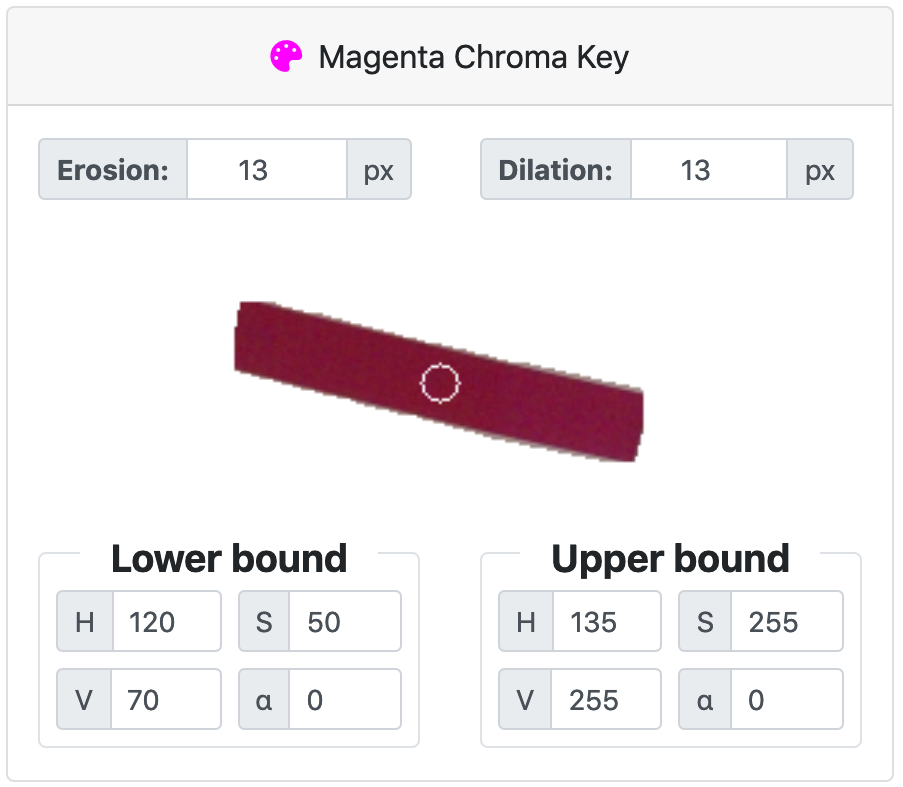 Magenta Chroma Key
Erosion: 13 px Dilation: 13 px
Lower bound Upper bound
H 120 S 50 H 135 S 255
V 70 α 0 V 255 α 0